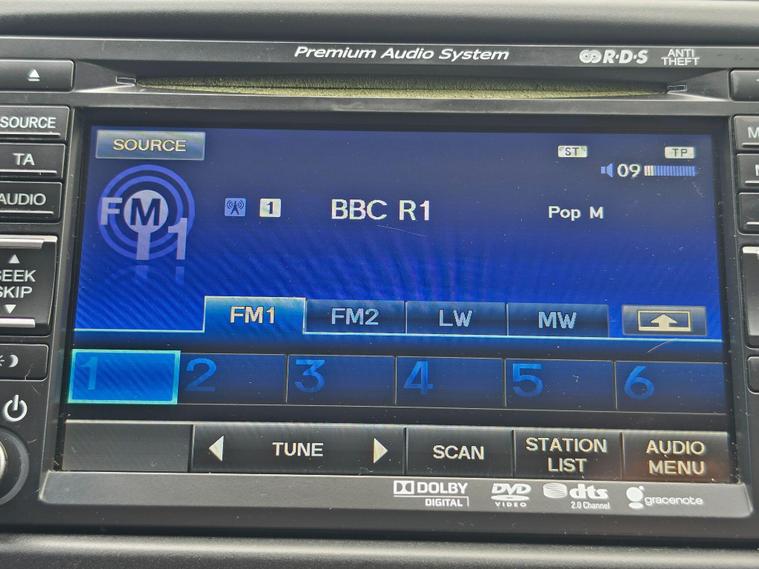 Premium Audio System
R·D·S
ANTI
THEFT
SOURCE
TA
AUDIO
SEEK
SKIP
SOURCE
ST
TP
09
FM
1
1
BBC R1
Pop M
FM1
FM2
LW
MW
1
2
3
4
5
6
TUNE
SCAN
STATION
LIST
AUDIO
MENU
DOLBY
DIGITAL
DVD
VIDEO
dts
2.0 Channel
gracenote